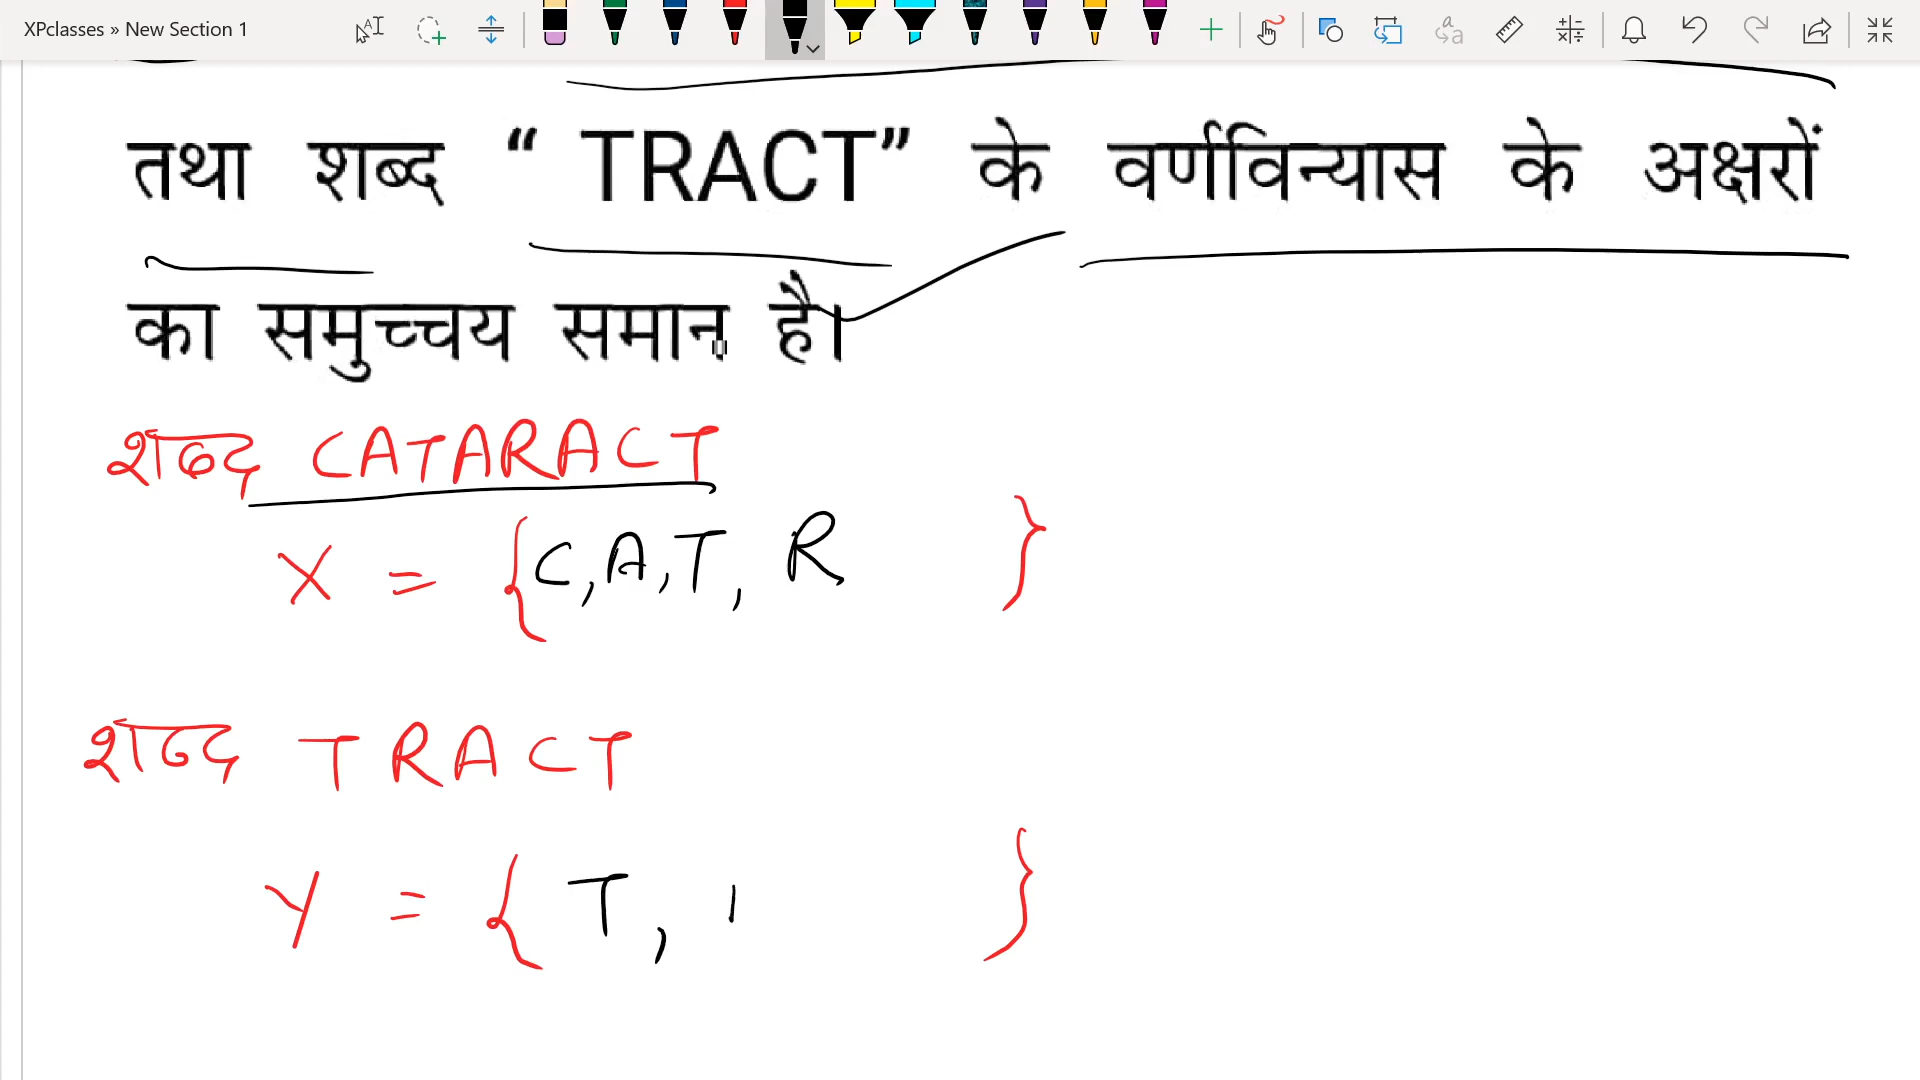 XPclasses » New Section 1
तथा शब्द “ TRACT” के वर्णविन्यास के अक्षरों
का समुच्चय समान है।
शब्द CATARACT
X = {C, A, T, R }
शब्द TRACT
Y = { T, }